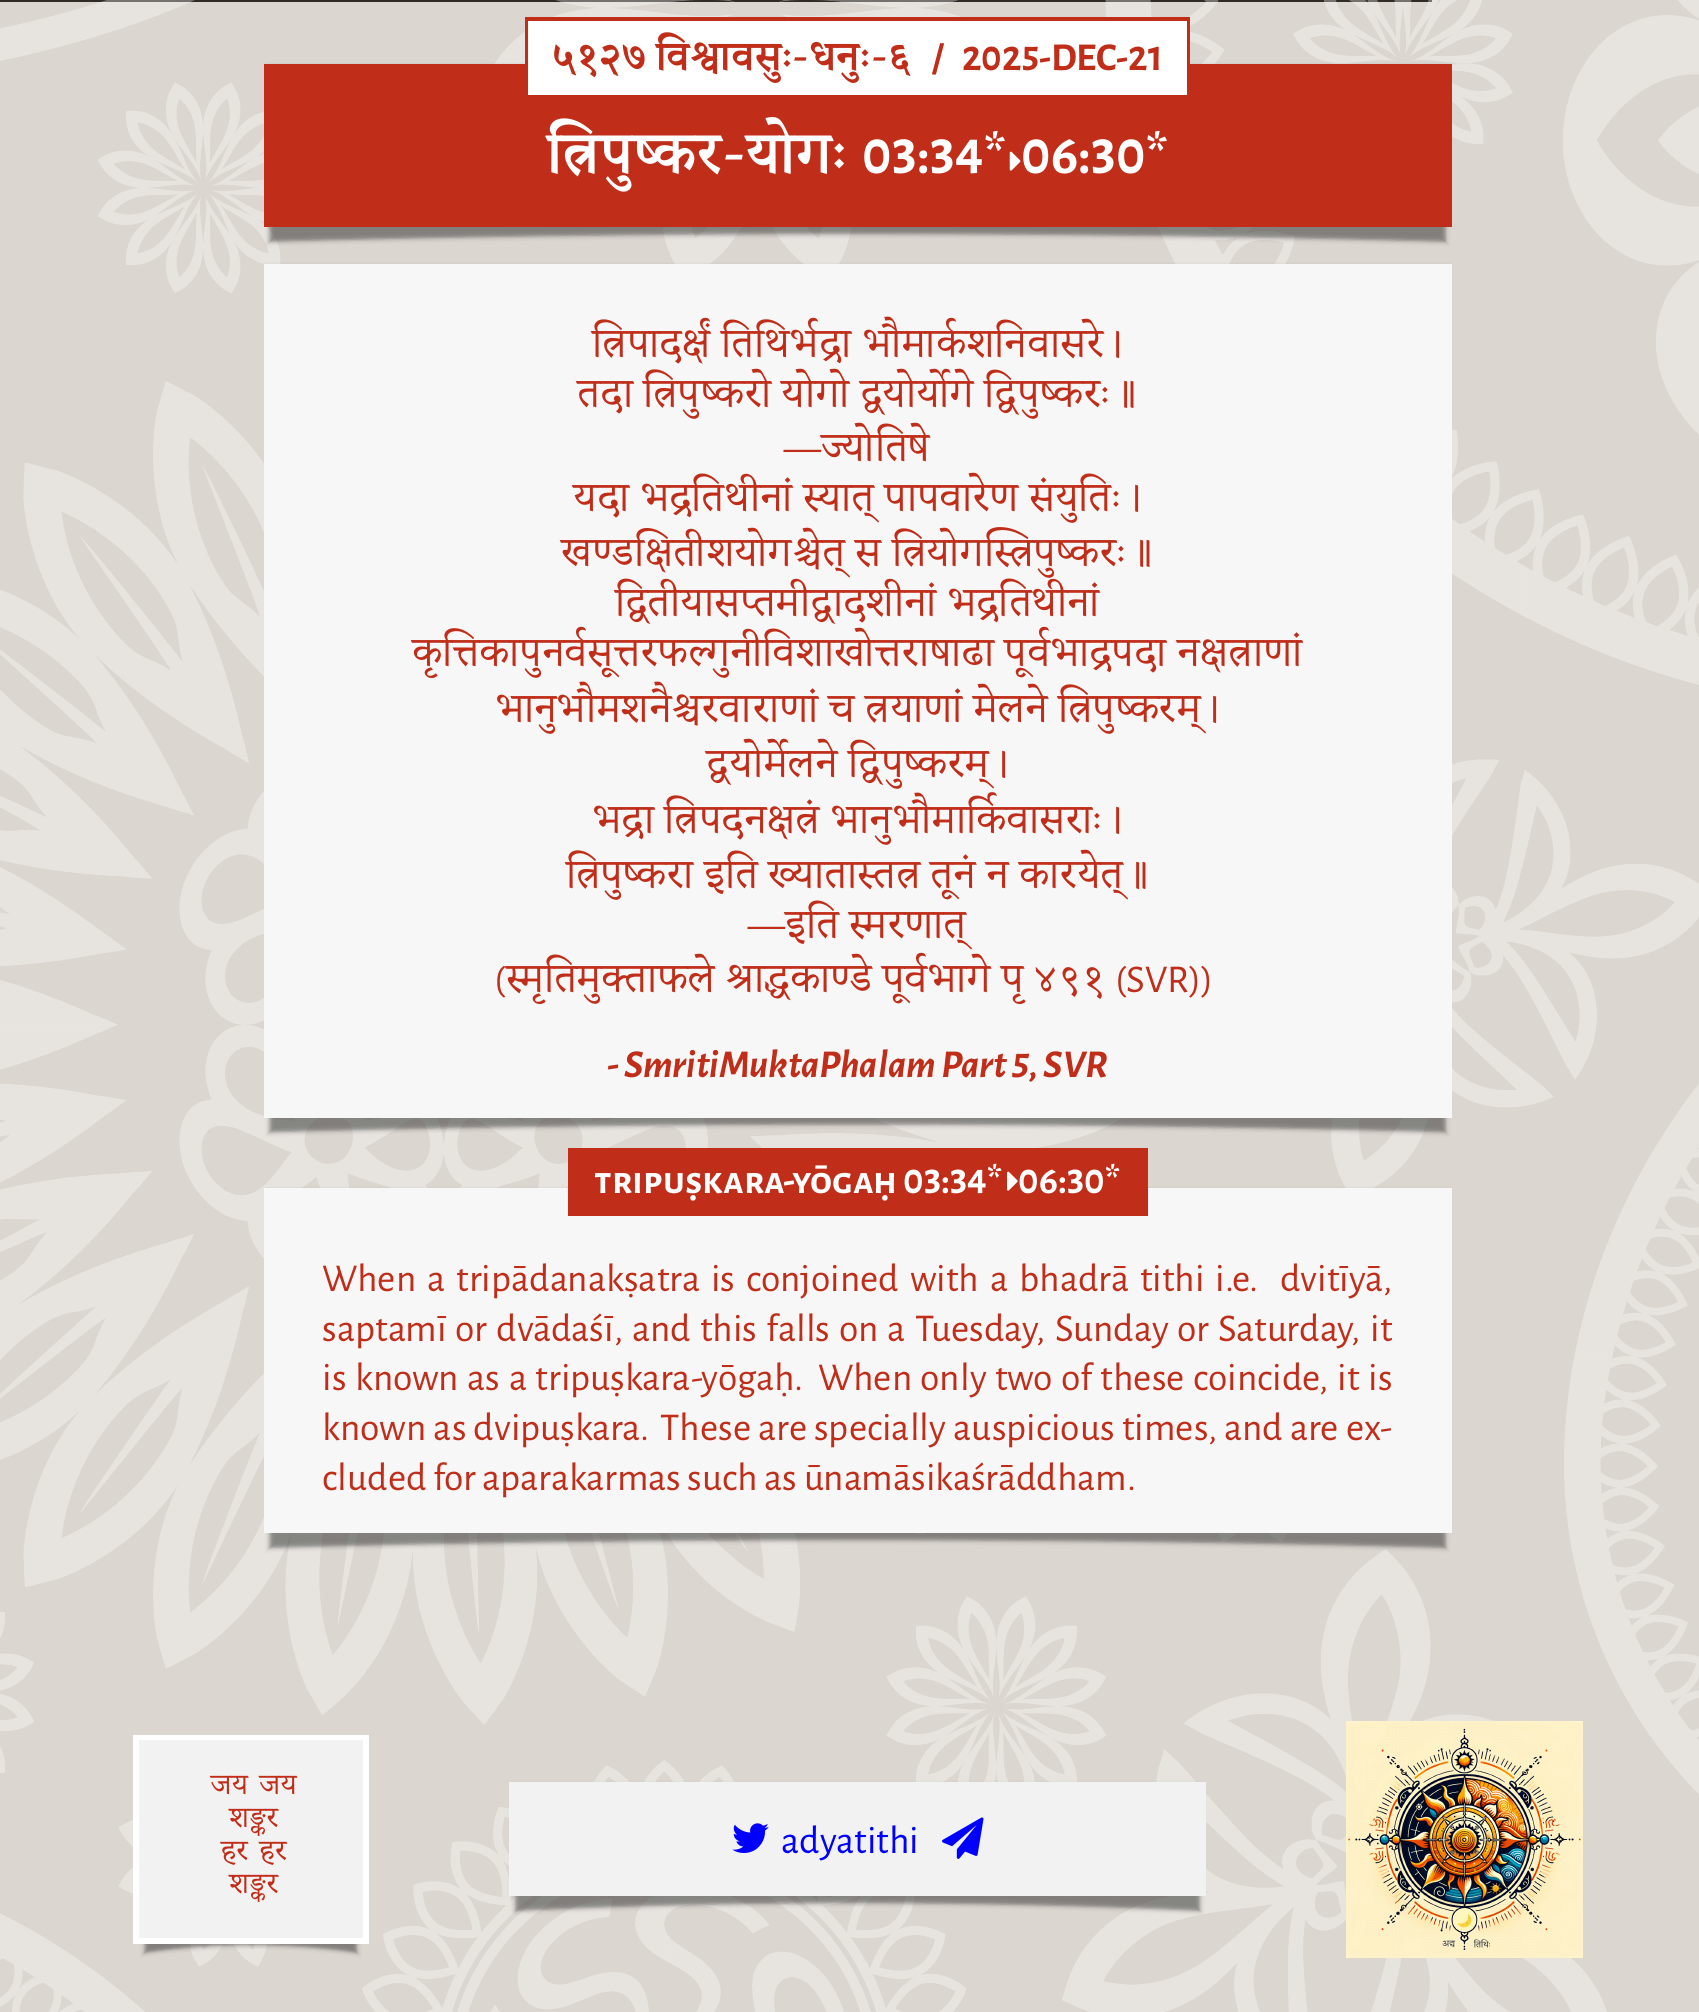 ५१२७ विश्वावसुः-धनुः-६ / 2025-DEC-21
त्रिपुष्कर-योगः 03:34*▸06:30*
त्रिपादर्क्षं तिथिर्भद्रा भौमार्कशनिवासरे।
तदा त्रिपुष्करो योगो द्वयोर्योगे द्विपुष्करः॥
—ज्योतिषे
यदा भद्रतिथीनां स्यात् पापवारेण संयुतिः।
खण्डक्षितीशयोगश्चेत् स त्रियोगस्त्रिपुष्करः॥
द्वितीयासप्तमीद्वादशीनां भद्रतिथीनां
कृत्तिकापुनर्वसूत्तरफल्गुनीविशाखोत्तराषाढा पूर्वभाद्रपदा नक्षत्राणां
भानुभौमशनैश्चरवाराणां च त्रयाणां मेलने त्रिपुष्करम्।
द्वयोर्मेलने द्विपुष्करम्।
भद्रा त्रिपदनक्षत्रं भानुभौमार्किवासराः।
त्रिपुष्करा इति ख्यातास्तत्र तूनं न कारयेत्॥
—इति स्मरणात्
(स्मृतिमुक्ताफले श्राद्धकाण्डे पूर्वभागे पृ ४९१ (SVR))
- SmritiMuktaPhalam Part 5, SVR
TRIPUṢKARA-YŌGAḤ 03:34*▸06:30*
When a tripādanakṣatra is conjoined with a bhadrā tithi i.e. dvitīyā,
saptamī or dvādaśī, and this falls on a Tuesday, Sunday or Saturday, it
is known as a tripuṣkara-yōgaḥ. When only two of these coincide, it is
known as dvipuṣkara. These are specially auspicious times, and are ex-
cluded for aparakarmas such as ūnamāsikaśrāddham.
जय जय
शङ्कर
हर हर
शङ्कर
adyatithi
अद्य तिथिः